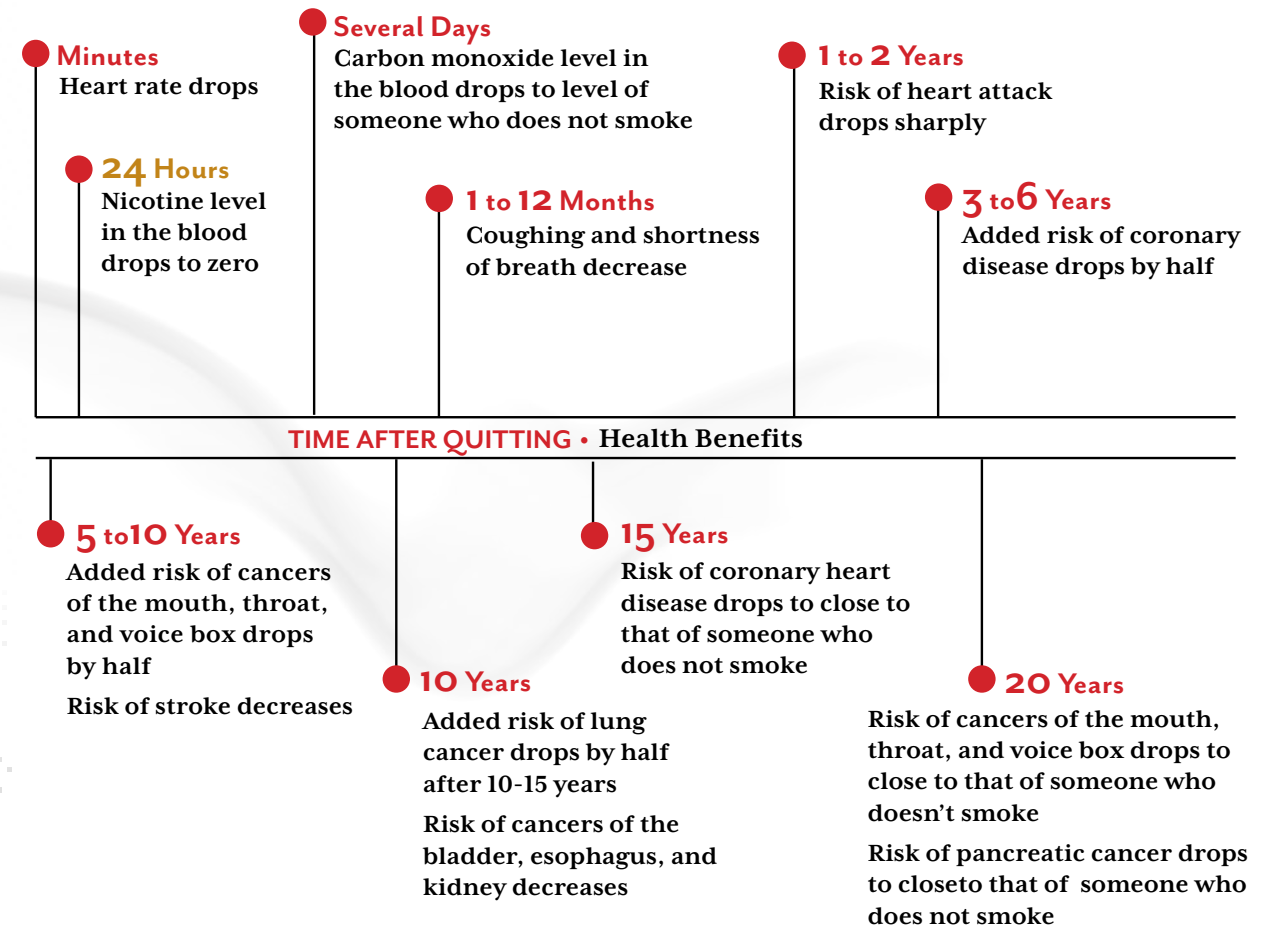 Minutes
Heart rate drops
24 Hours
Nicotine level
in the blood
drops to zero
Several Days
Carbon monoxide level in
the blood drops to level of
someone who does not smoke
1 to 12 Months
Coughing and shortness
of breath decrease
1 to 2 Years
Risk of heart attack
drops sharply
3 to6 Years
Added risk of coronary
disease drops by half
TIME AFTER QUITTING • Health Benefits
5 to10 Years
Added risk of cancers
of the mouth, throat,
and voice box drops
by half
Risk of stroke decreases
10 Years
Added risk of lung
cancer drops by half
after 10-15 years
Risk of cancers of the
bladder, esophagus, and
kidney decreases
15 Years
Risk of coronary heart
disease drops to close to
that of someone who
does not smoke
20 Years
Risk of cancers of the mouth,
throat, and voice box drops to
close to that of someone who
doesn’t smoke
Risk of pancreatic cancer drops
to closeto that of  someone who
does not smoke